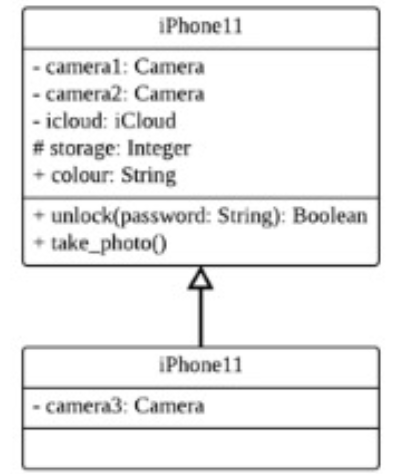 iPhone11
- camera1: Camera
- camera2: Camera
- icloud: iCloud
# storage: Integer
+ colour: String
+ unlock(password: String): Boolean
+ take_photo()
iPhone11
- camera3: Camera